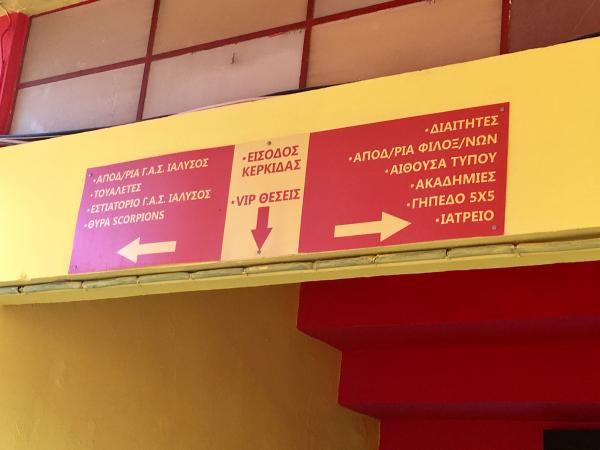 •ΑΠΟΔ/ΡΙΑ Γ.Α.Σ. ΙΑΛΥΣΟΣ
•ΤΟΥΑΛΕΤΕΣ
•ΕΣΤΙΑΤΟΡΙΟ Γ.Α.Σ. ΙΑΛΥΣΟΣ
•ΘΥΡΑ SCORPIONS
•ΕΙΣΟΔΟΣ
ΚΕΡΚΙΔΑΣ
•VIP ΘΕΣΕΙΣ
•ΔΙΑΙΤΗΤΕΣ
•ΑΠΟΔ/ΡΙΑ ΦΙΛΟΞ/ΝΩΝ
•ΑΙΘΟΥΣΑ ΤΥΠΟΥ
•ΑΚΑΔΗΜΙΕΣ
•ΓΗΠΕΔΟ 5Χ5
•ΙΑΤΡΕΙΟ